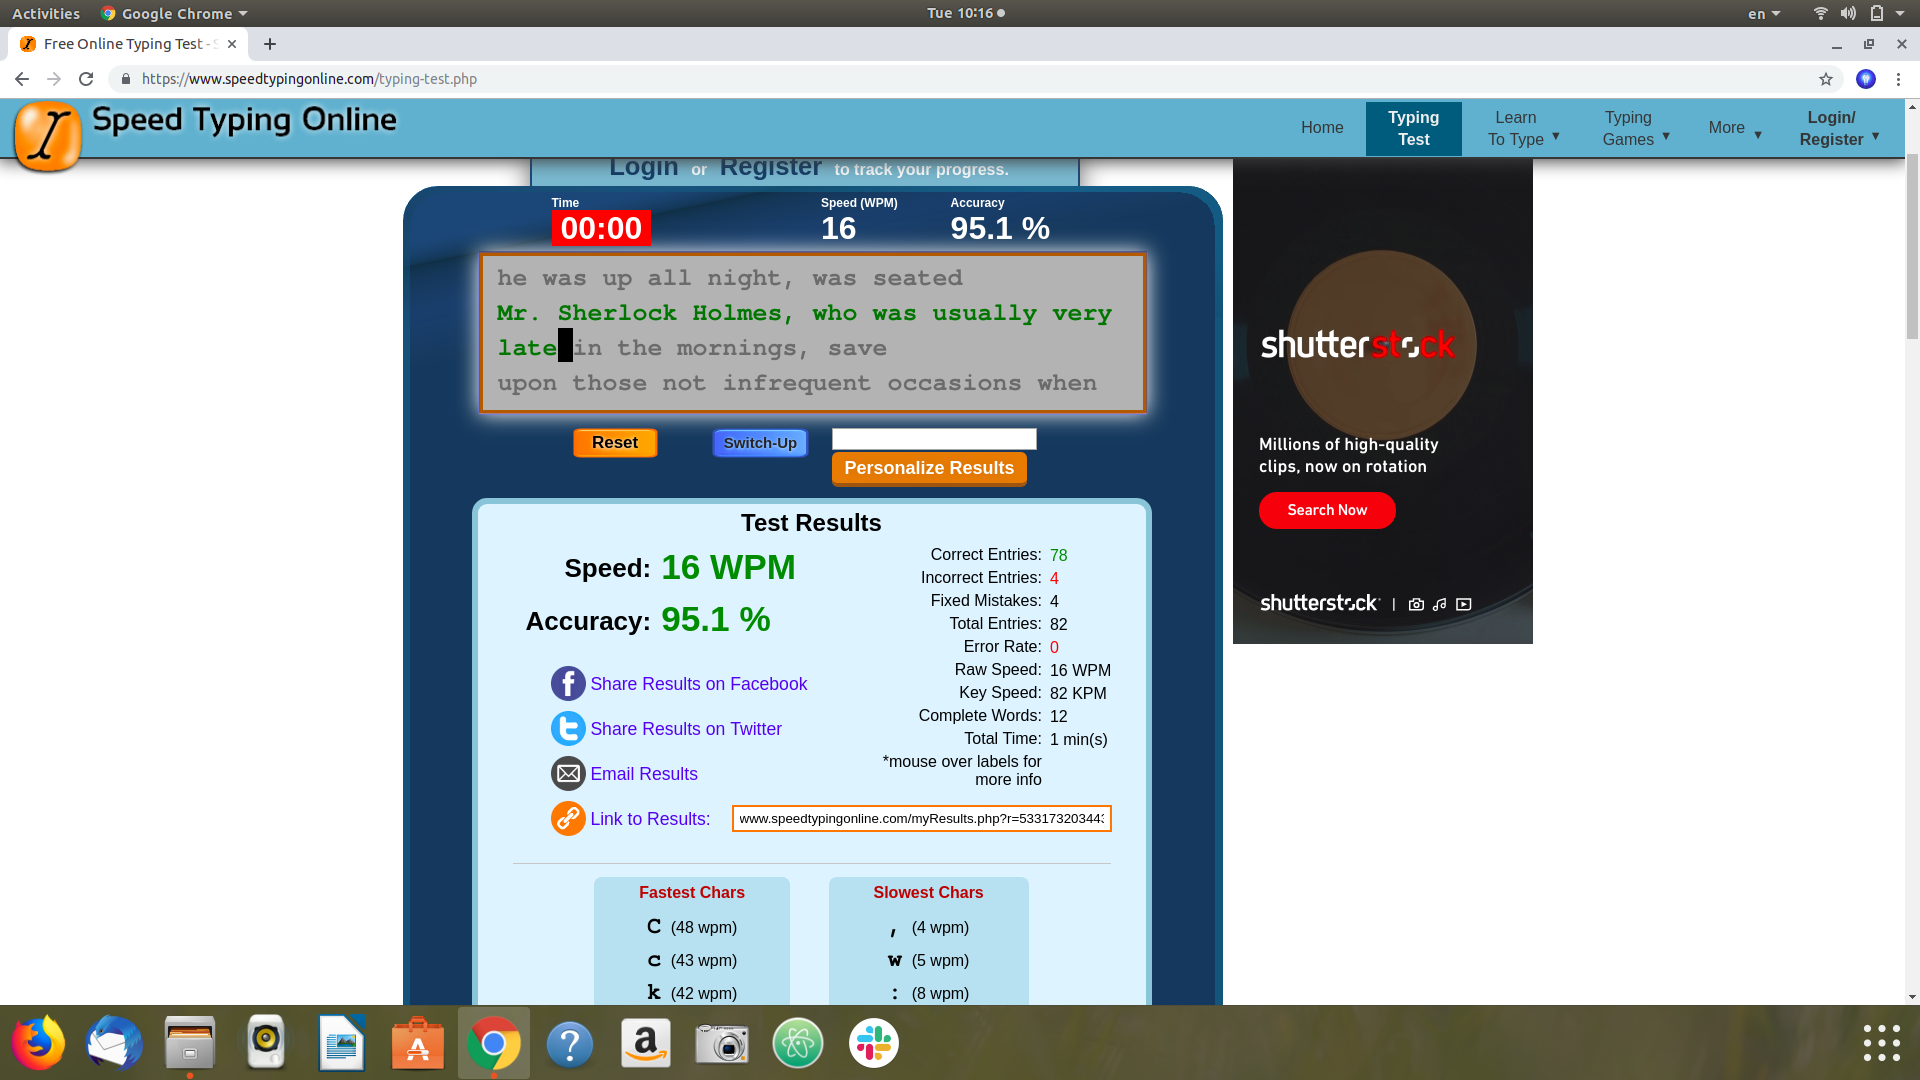 Activities
Google Chrome
Tue 10:16
en
Free Online Typing Test - S
https://www.speedtypingonline.com/typing-test.php
Speed Typing Online
Home
Typing
Test
Learn
To Type
Typing
Games
More
Login/
Register
Login or Register to track your progress.
Time
00:00
Speed (WPM)
16
Accuracy
95.1 %
he was up all night, was seated
Mr. Sherlock Holmes, who was usually very
late in the mornings, save
upon those not infrequent occasions when
Reset
Switch-Up
Personalize Results
Test Results
Speed: 16 WPM
Accuracy: 95.1 %
Correct Entries: 78
Incorrect Entries: 4
Fixed Mistakes: 4
Total Entries: 82
Error Rate: 0
Raw Speed: 16 WPM
Key Speed: 82 KPM
Complete Words: 12
Total Time: 1 min(s)
*mouse over labels for
more info
Share Results on Facebook
Share Results on Twitter
Email Results
Link to Results:
www.speedtypingonline.com/myResults.php?r=533173203443
Fastest Chars
C (48 wpm)
c (43 wpm)
k (42 wpm)
Slowest Chars
, (4 wpm)
w (5 wpm)
: (8 wpm)
shutterstock
Millions of high-quality
clips, now on rotation
Search Now
shutterstock |